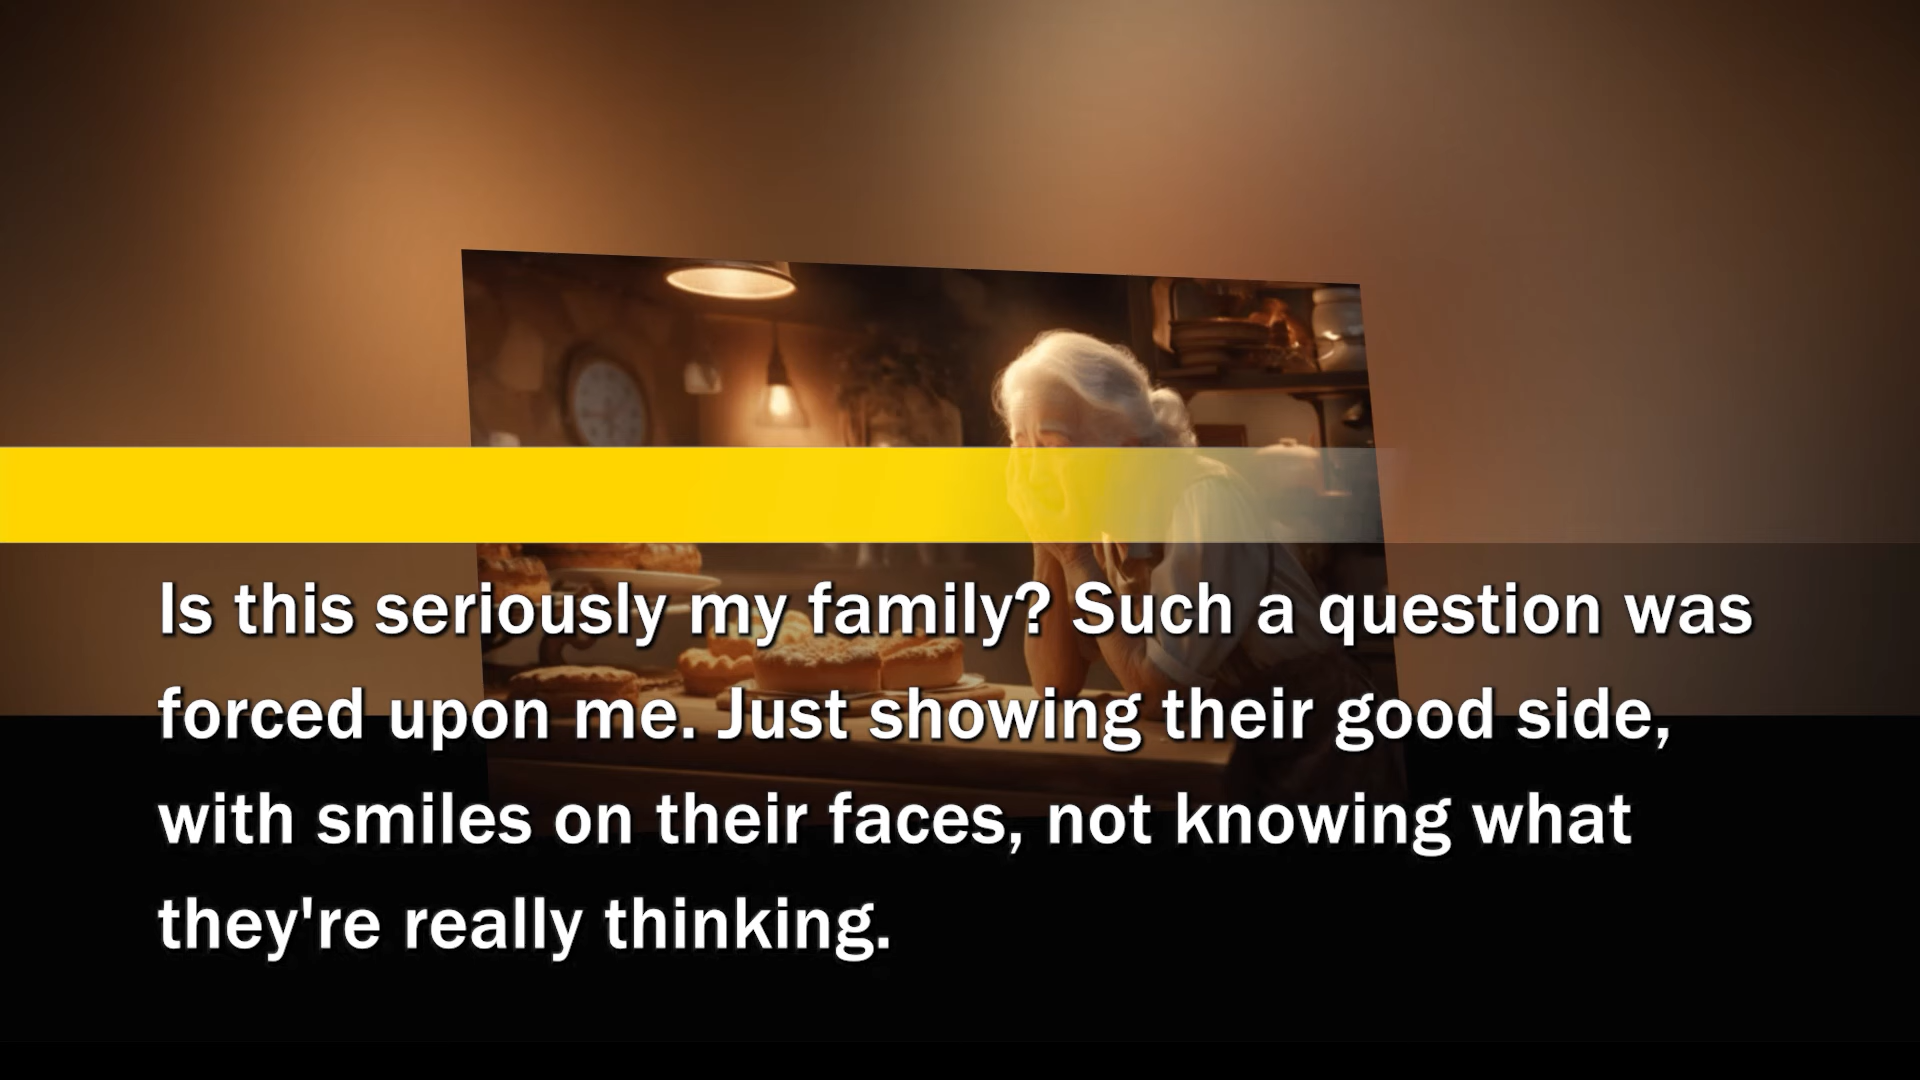 Is this seriously my family? Such a question was
forced upon me. Just showing their good side,
with smiles on their faces, not knowing what
they're really thinking.